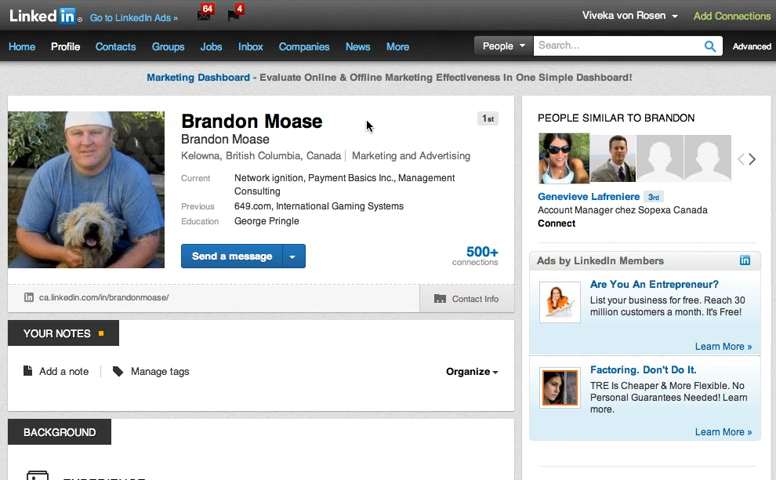 Linked in Go to LinkedIn Ads » 64 4 Viveka von Rosen Add Connections
Home Profile Contacts Groups Jobs Inbox Companies News More People Search... Advanced
Marketing Dashboard - Evaluate Online & Offline Marketing Effectiveness In One Simple Dashboard!
Brandon Moase 1st
Brandon Moase
Kelowna, British Columbia, Canada | Marketing and Advertising
Current Network ignition, Payment Basics Inc., Management
Consulting
Previous 649.com, International Gaming Systems
Education George Pringle
Send a message 500+
connections
in ca.linkedin.com/in/brandonmoase/ Contact Info
YOUR NOTES
Add a note Manage tags Organize
BACKGROUND
EXPERIENCE
PEOPLE SIMILAR TO BRANDON
Genevieve Lafreniere 3rd
Account Manager chez Sopexa Canada
Connect
Ads by LinkedIn Members in
Are You An Entrepreneur?
List your business for free. Reach 30
million customers a month. It's Free!
Learn More »
Factoring. Don't Do It.
TRE Is Cheaper & More Flexible. No
Personal Guarantees Needed! Learn
more.
Learn More »